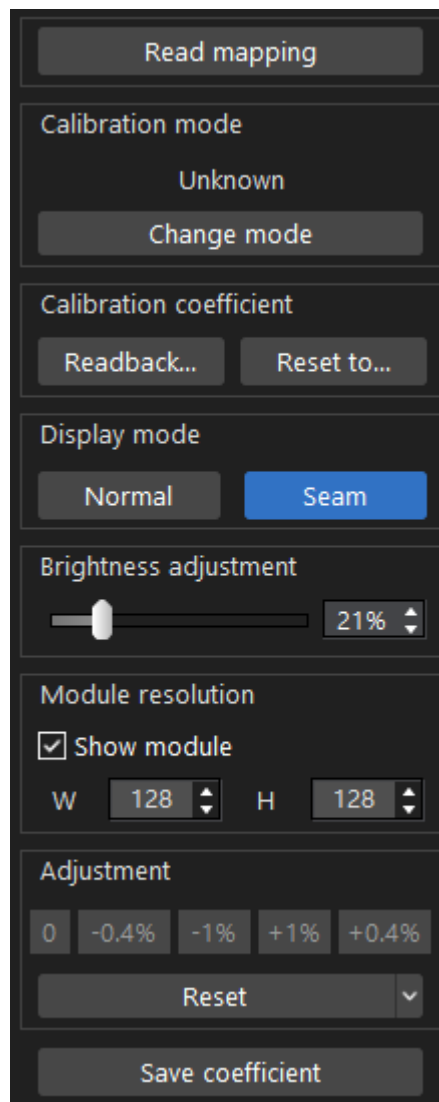 Read mapping
Calibration mode
Unknown
Change mode
Calibration coefficient
Readback... Reset to...
Display mode
Normal Seam
Brightness adjustment
21%
Module resolution
Show module
W 128 H 128
Adjustment
0 -0.4% -1% +1% +0.4%
Reset
Save coefficient